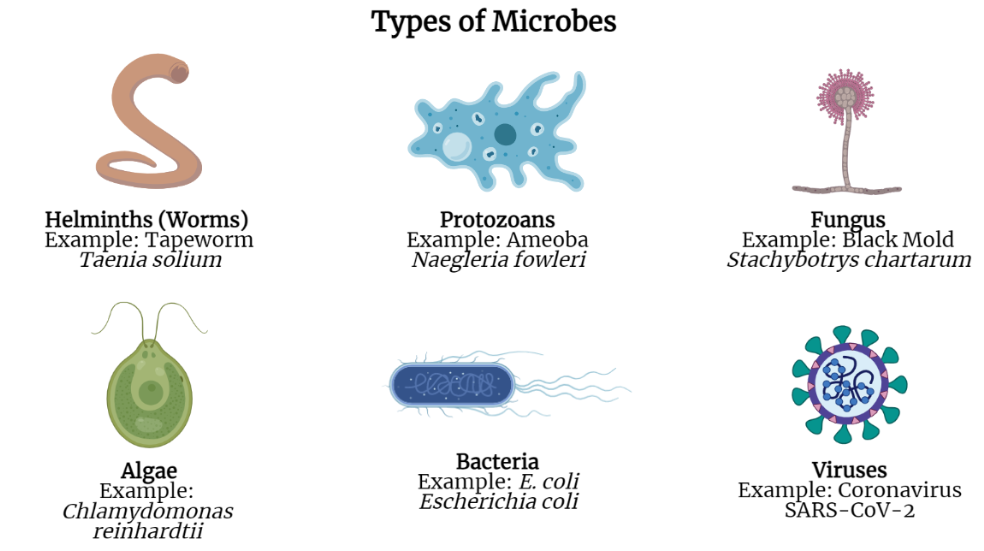 Types of Microbes
Helminths (Worms)
Example: Tapeworm
Taenia solium
Protozoans
Example: Ameoba
Naegleria fowleri
Fungus
Example: Black Mold
Stachybotrys chartarum
Algae
Example:
Chlamydomonas
reinhardtii
Bacteria
Example: E. coli
Escherichia coli
Viruses
Example: Coronavirus
SARS-CoV-2